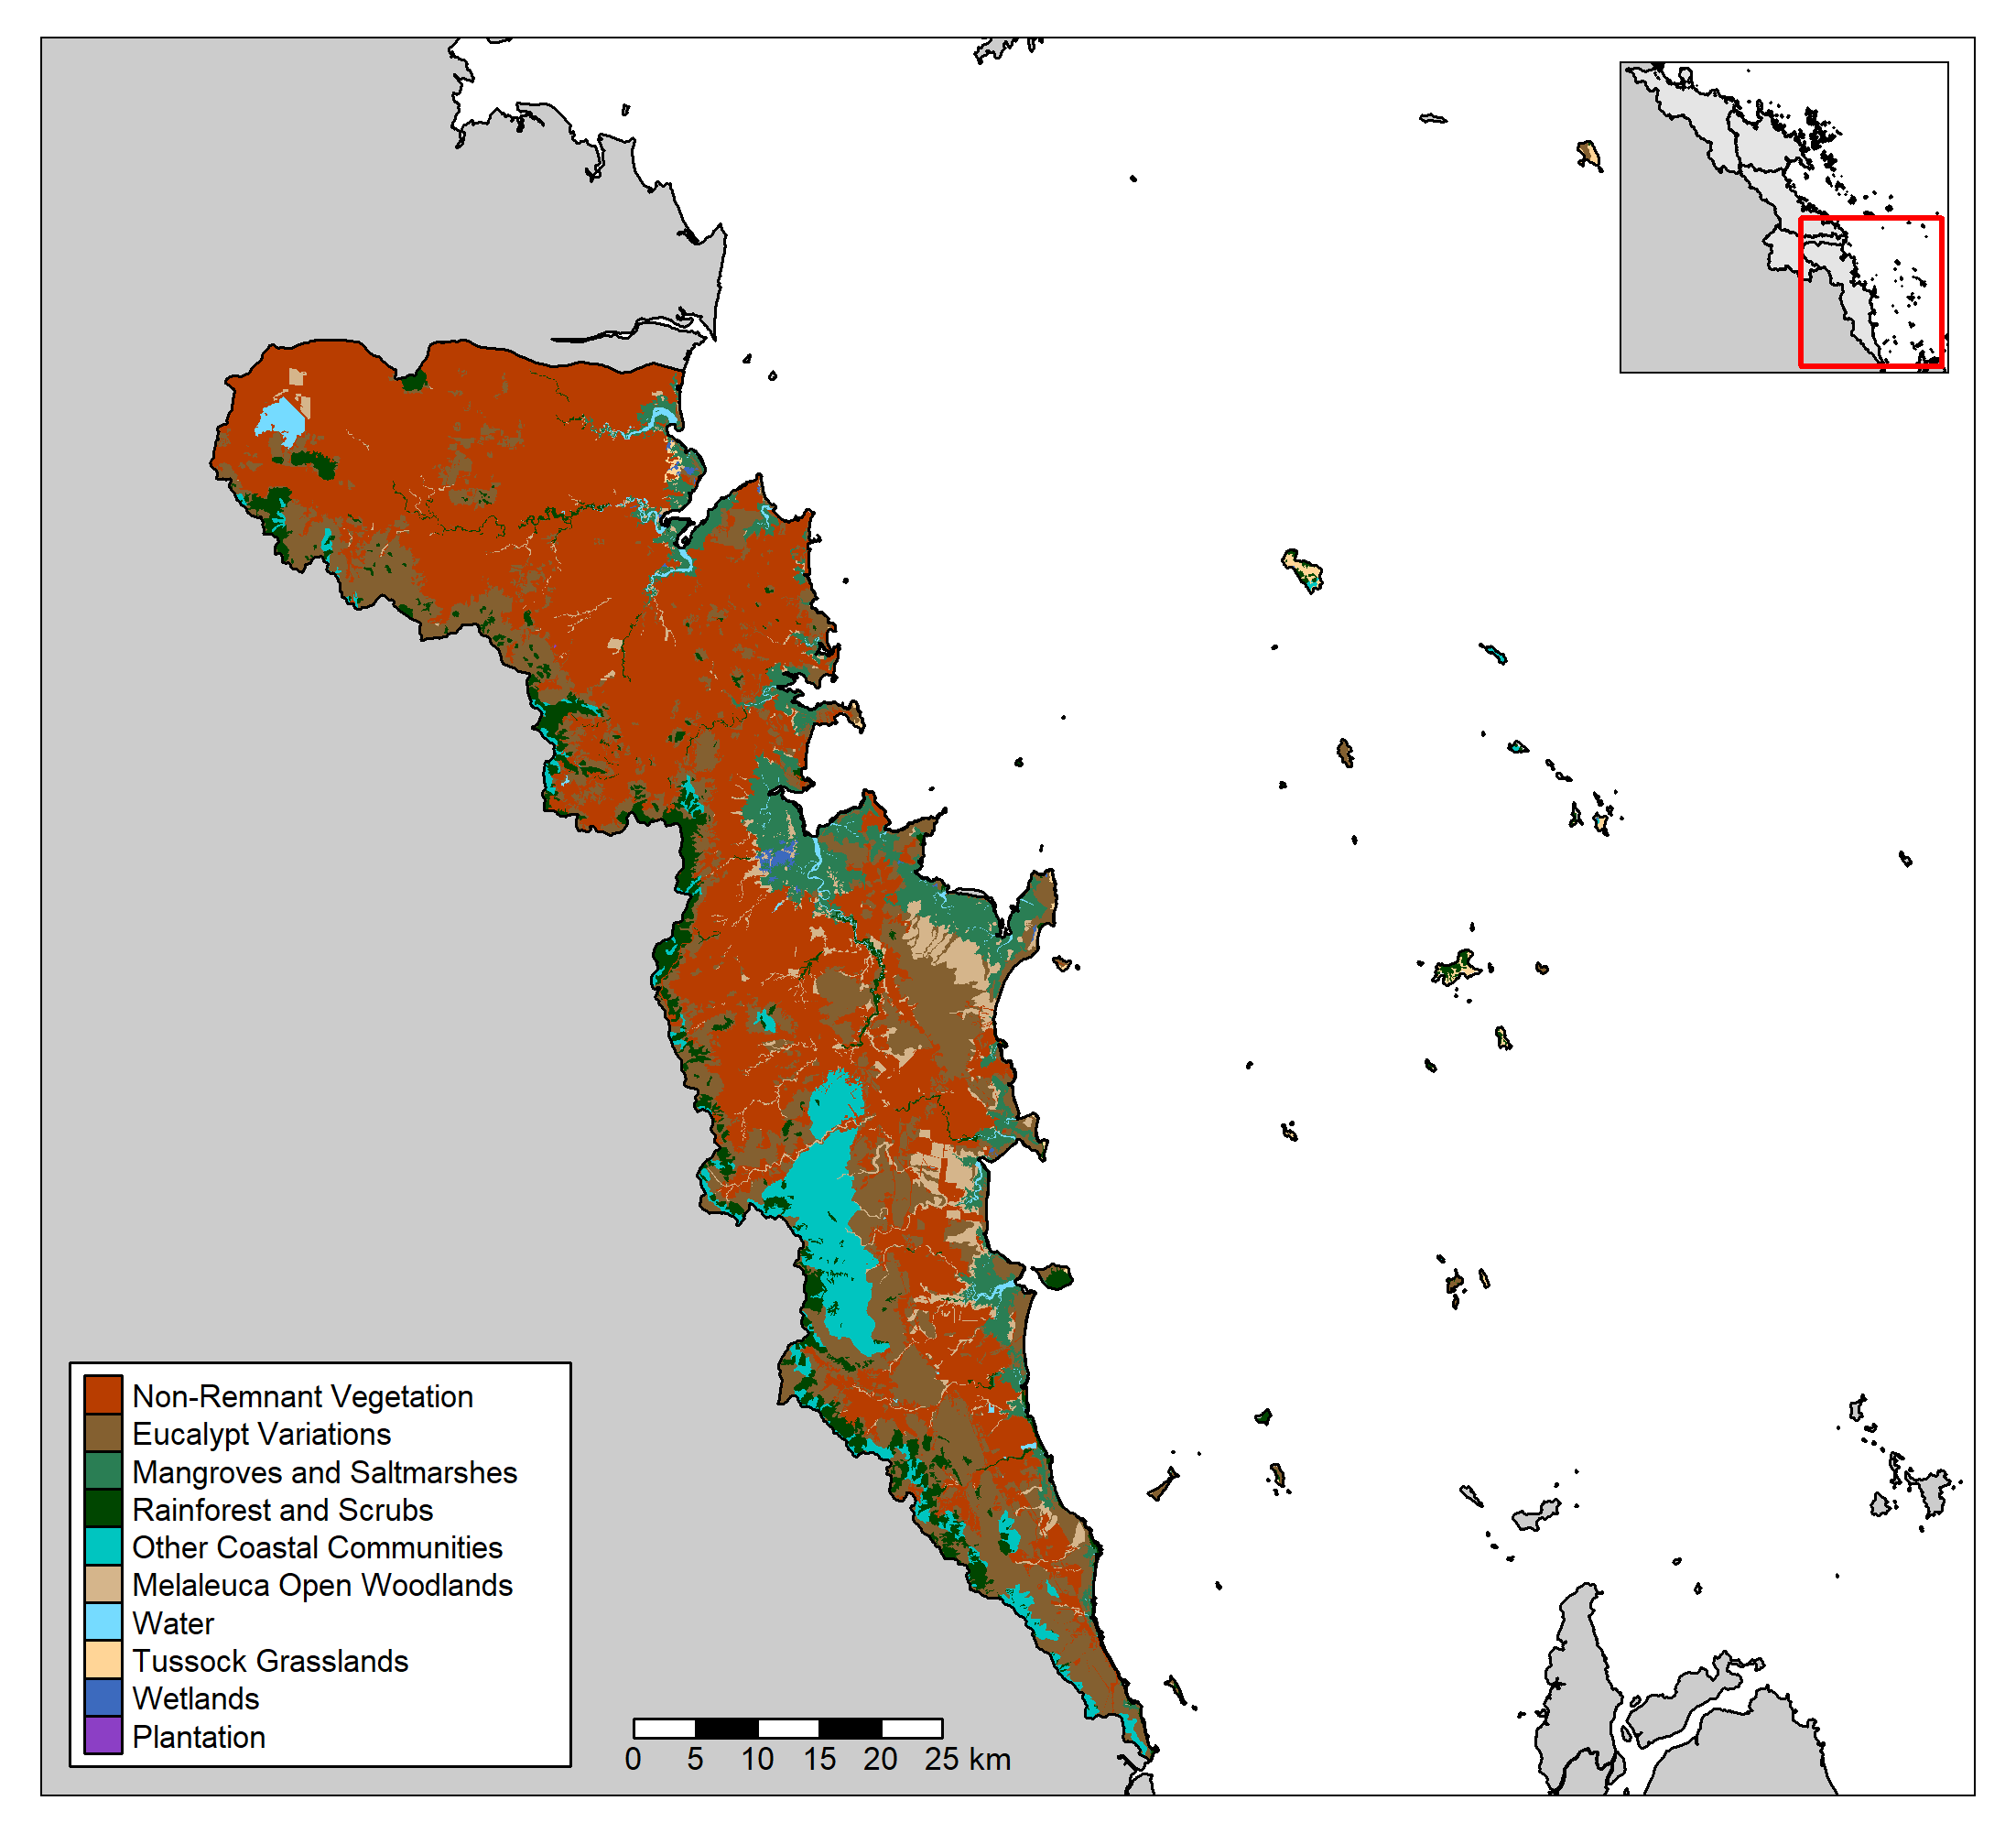 Non-Remnant Vegetation
Eucalypt Variations
Mangroves and Saltmarshes
Rainforest and Scrubs
Other Coastal Communities
Melaleuca Open Woodlands
Water
Tussock Grasslands
Wetlands
Plantation
0 5 10 15 20 25 km